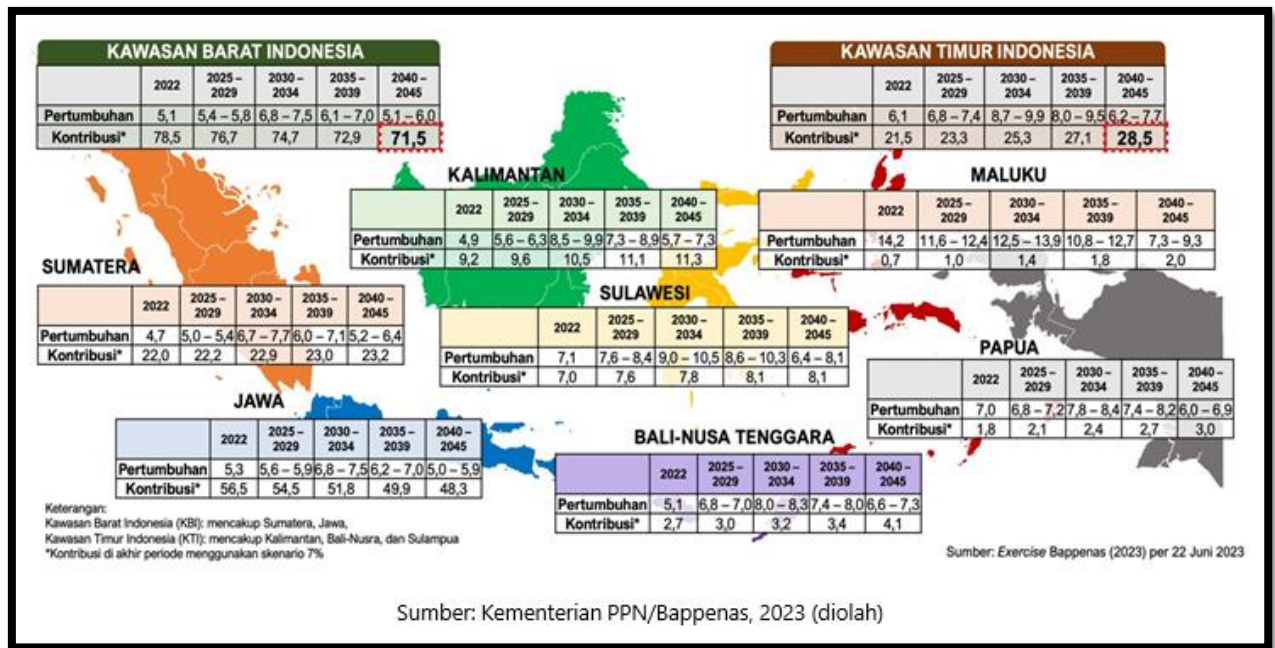 KAWASAN BARAT INDONESIA
2022 2025 – 2029 2030 – 2034 2035 – 2039 2040 – 2045
Pertumbuhan 5,1 5,4 – 5,8 6,8 – 7,5 6,1 – 7,0 5,1 – 6,0
Kontribusi* 78,5 76,7 74,7 72,9 71,5
KAWASAN TIMUR INDONESIA
2022 2025 – 2029 2030 – 2034 2035 – 2039 2040 – 2045
Pertumbuhan 6,1 6,8 – 7,4 8,7 – 9,9 8,0 – 9,5 6,2 – 7,7
Kontribusi* 21,5 23,3 25,3 27,1 28,5
KALIMANTAN
2022 2025 – 2029 2030 – 2034 2035 – 2039 2040 – 2045
Pertumbuhan 4,9 5,6 – 6,3 8,5 – 9,9 7,3 – 8,9 5,7 – 7,3
Kontribusi* 9,2 9,6 10,5 11,1 11,3
MALUKU
2022 2025 – 2029 2030 – 2034 2035 – 2039 2040 – 2045
Pertumbuhan 14,2 11,6 – 12,4 12,5 – 13,9 10,8 – 12,7 7,3 – 9,3
Kontribusi* 0,7 1,0 1,4 1,8 2,0
SUMATERA
2022 2025 – 2029 2030 – 2034 2035 – 2039 2040 – 2045
Pertumbuhan 4,7 5,0 – 5,4 6,7 – 7,7 6,0 – 7,1 5,2 – 6,4
Kontribusi* 22,0 22,2 22,9 23,0 23,2
SULAWESI
2022 2025 – 2029 2030 – 2034 2035 – 2039 2040 – 2045
Pertumbuhan 7,1 7,6 – 8,4 9,0 – 10,5 8,6 – 10,3 6,4 – 8,1
Kontribusi* 7,0 7,6 7,8 8,1 8,1
PAPUA
2022 2025 – 2029 2030 – 2034 2035 – 2039 2040 – 2045
Pertumbuhan 7,0 6,8 – 7,2 7,8 – 8,4 7,4 – 8,2 6,0 – 6,9
Kontribusi* 1,8 2,1 2,4 2,7 3,0
JAWA
2022 2025 – 2029 2030 – 2034 2035 – 2039 2040 – 2045
Pertumbuhan 5,3 5,6 – 5,9 6,8 – 7,5 6,2 – 7,0 5,0 – 5,9
Kontribusi* 56,5 54,5 51,8 49,9 48,3
BALI-NUSA TENGGARA
2022 2025 – 2029 2030 – 2034 2035 – 2039 2040 – 2045
Pertumbuhan 5,1 6,8 – 7,0 8,0 – 8,3 7,4 – 8,0 6,6 – 7,3
Kontribusi* 2,7 3,0 3,2 3,4 4,1
Keterangan:
Kawasan Barat Indonesia (KBI): mencakup Sumatera, Jawa,
Kawasan Timur Indonesia (KTI): mencakup Kalimantan, Bali-Nusra, dan Sulampua
*Kontribusi di akhir periode menggunakan skenario 7%
Sumber: Exercise Bappenas (2023) per 22 Juni 2023
Sumber: Kementerian PPN/Bappenas, 2023 (diolah)